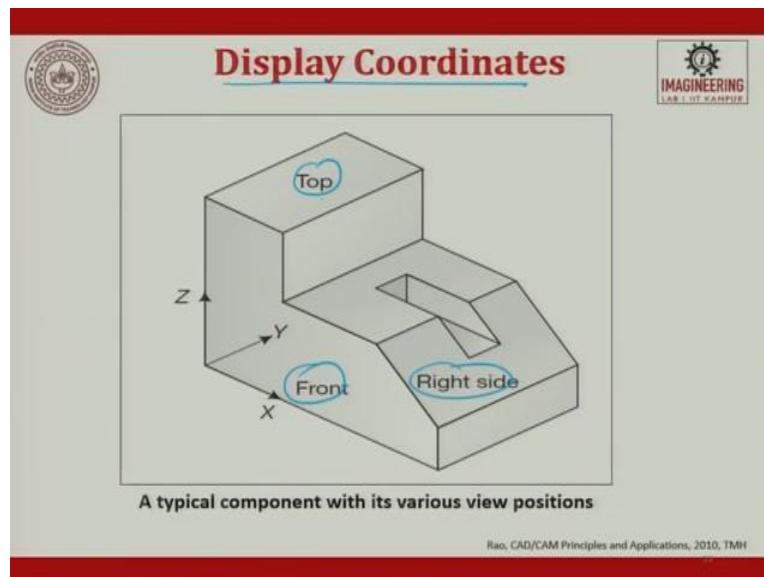 Display Coordinates
IMAGINEERING
LAB | IIT KANPUR
Top
Z
Y
Front
Right side
X
A typical component with its various view positions
Rao, CAD/CAM Principles and Applications, 2010, TMH